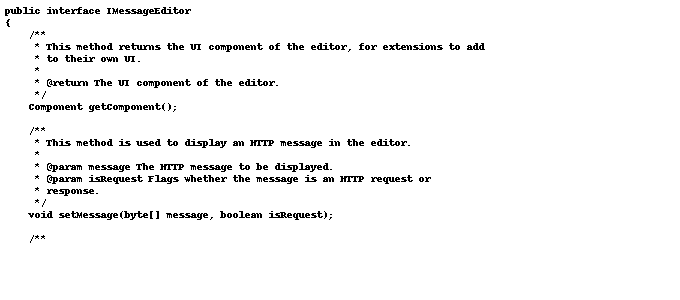 public interface IMessageEditor
{
    /**
     * This method returns the UI component of the editor, for extensions to add
     * to their own UI.
     *
     * @return The UI component of the editor.
     */
    Component getComponent();

    /**
     * This method is used to display an HTTP message in the editor.
     *
     * @param message The HTTP message to be displayed.
     * @param isRequest Flags whether the message is an HTTP request or
     * response.
     */
    void setMessage(byte[] message, boolean isRequest);

    /**